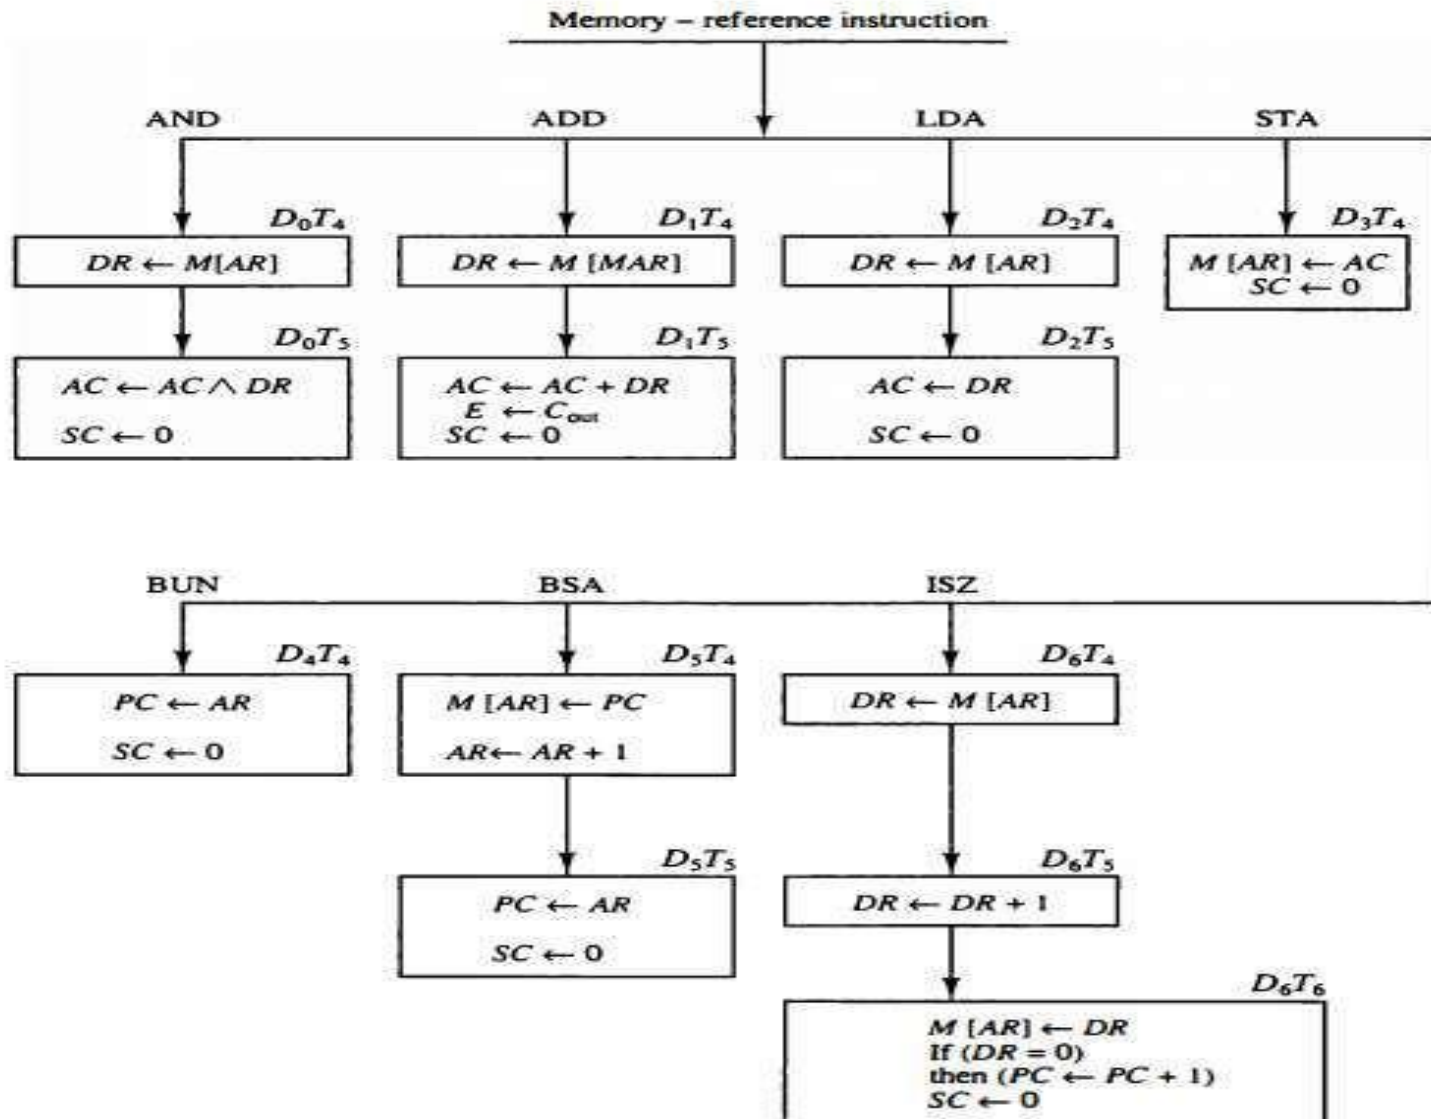 Memory – reference instruction
AND
ADD
LDA
STA
D₀T₄
D₁T₄
D₂T₄
D₃T₄
DR ← M[AR]
DR ← M [MAR]
DR ← M [AR]
M [AR] ← AC
SC ← 0
D₀T₅
D₁T₅
D₂T₅
AC ← AC ∧ DR
SC ← 0
AC ← AC + DR
E ← Cout
SC ← 0
AC ← DR
SC ← 0
BUN
BSA
ISZ
D₄T₄
D₅T₄
D₆T₄
PC ← AR
SC ← 0
M [AR] ← PC
AR← AR + 1
DR ← M [AR]
D₅T₅
D₆T₅
PC ← AR
SC ← 0
DR ← DR + 1
D₆T₆
M [AR] ← DR
If (DR = 0)
then (PC ← PC + 1)
SC ← 0